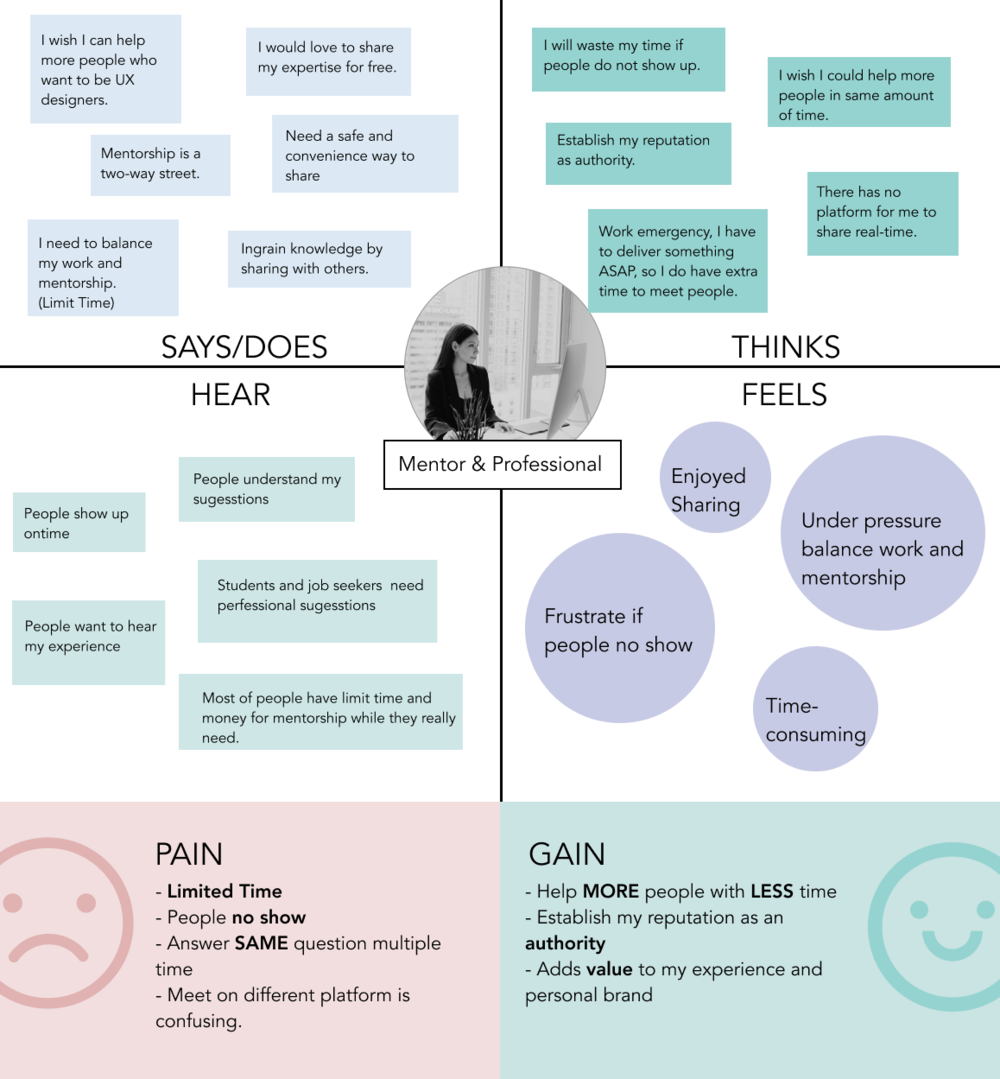 I wish I can help
more people who
want to be UX
designers.
I would love to share
my expertise for free.
Mentorship is a
two-way street.
Need a safe and
convenience way to
share
I need to balance
my work and
mentorship.
(Limit Time)
Ingrain knowledge by
sharing with others.
SAYS/DOES
I will waste my time if
people do not show up.
I wish I could help more
people in same amount
of time.
Establish my reputation
as authority.
There has no
platform for me to
share real-time.
Work emergency, I have
to deliver something
ASAP, so I do have extra
time to meet people.
THINKS
Mentor & Professional
HEAR
People understand my
sugesstions
People show up
ontime
Students and job seekers need
perfessional sugesstions
People want to hear
my experience
Most of people have limit time and
money for mentorship while they really
need.
FEELS
Enjoyed
Sharing
Under pressure
balance work and
mentorship
Frustrate if
people no show
Time-
consuming
PAIN
- Limited Time
- People no show
- Answer SAME question multiple
time
- Meet on different platform is
confusing.
GAIN
- Help MORE people with LESS time
- Establish my reputation as an
authority
- Adds value to my experience and
personal brand